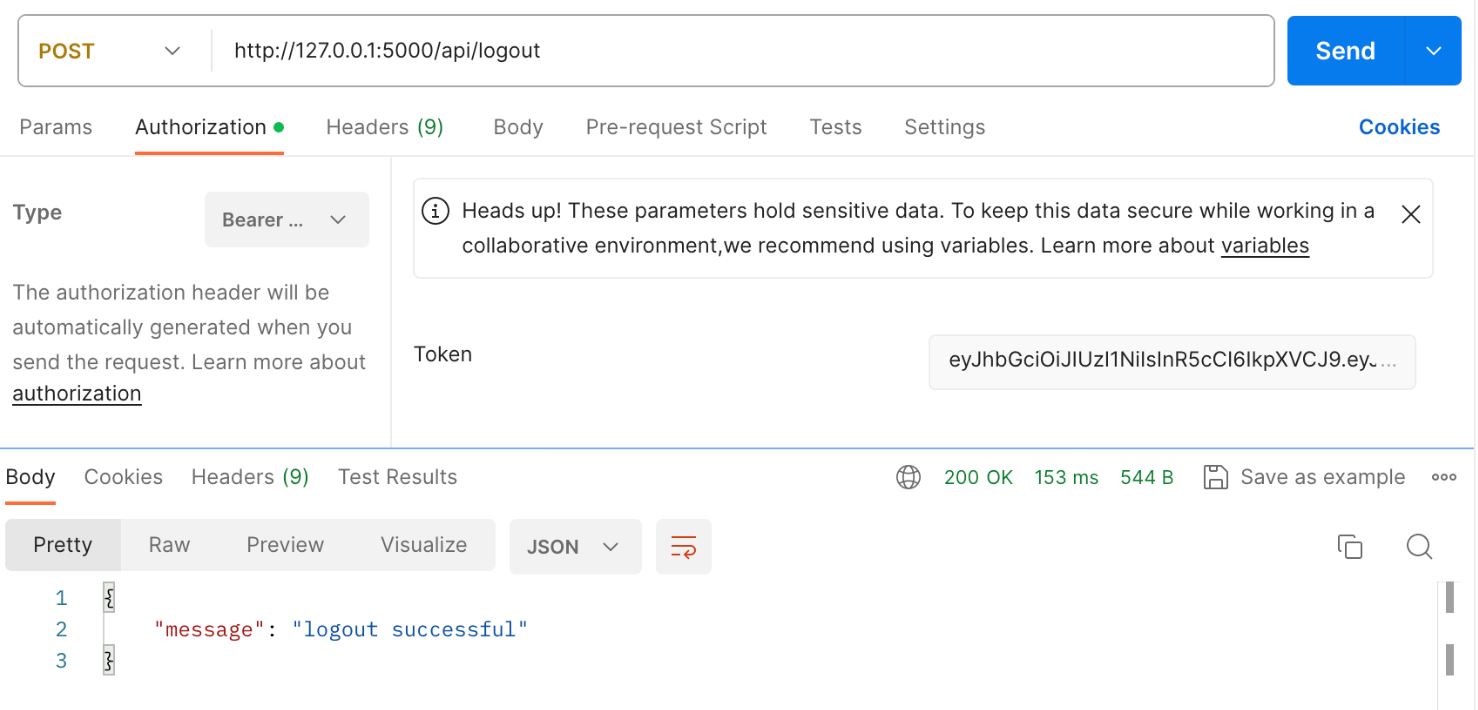 POST http://127.0.0.1:5000/api/logout Send
Params Authorization Headers (9) Body Pre-request Script Tests Settings Cookies
Type Bearer ...
The authorization header will be
automatically generated when you
send the request. Learn more about
authorization
Heads up! These parameters hold sensitive data. To keep this data secure while working in a
collaborative environment,we recommend using variables. Learn more about variables
Token eyJhbGciOiJIUzI1NiIsInR5cCI6IkpXVCJ9.eyJ...
Body Cookies Headers (9) Test Results 200 OK 153 ms 544 B Save as example
Pretty Raw Preview Visualize JSON
1 {
2 "message": "logout successful"
3 }